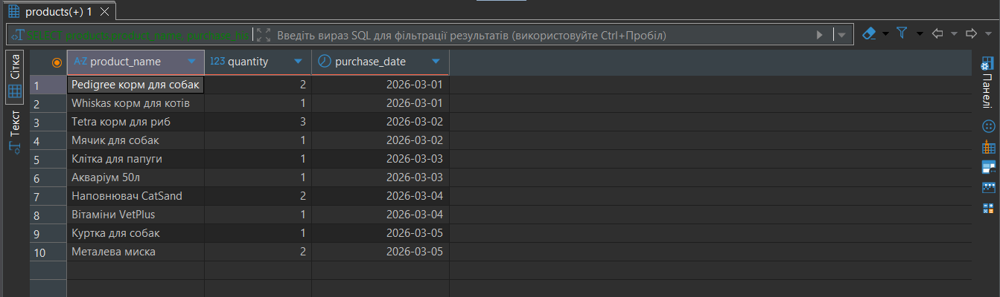 products(+) 1
SELECT products.product_name, purchase_his
Введіть вираз SQL для фільтрації результатів (використовуйте Ctrl+Пробіл)
Сітка
Текст
Панелі
A-Z product_name 123 quantity purchase_date
1 Pedigree корм для собак 2 2026-03-01
2 Whiskas корм для котів 1 2026-03-01
3 Tetra корм для риб 3 2026-03-02
4 Мячик для собак 1 2026-03-02
5 Клітка для папуги 1 2026-03-03
6 Акваріум 50л 1 2026-03-03
7 Наповнювач CatSand 2 2026-03-04
8 Вітаміни VetPlus 1 2026-03-04
9 Куртка для собак 1 2026-03-05
10 Металева миска 2 2026-03-05